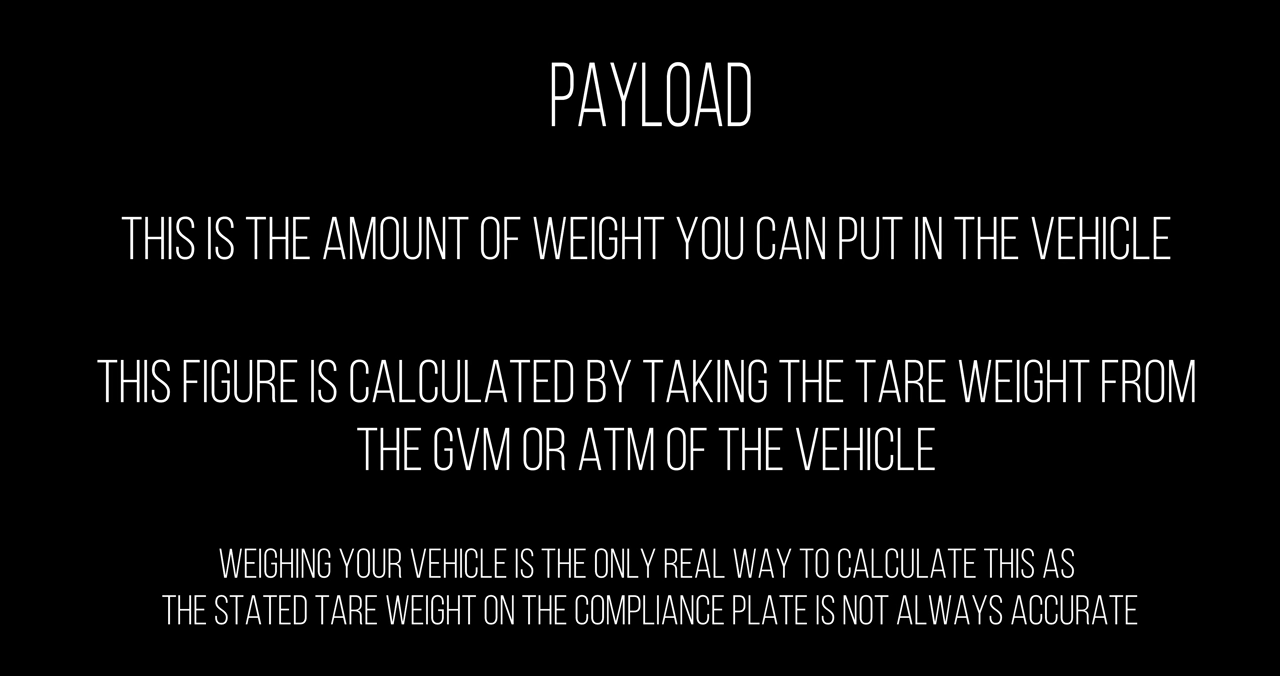 PAYLOAD
THIS IS THE AMOUNT OF WEIGHT YOU CAN PUT IN THE VEHICLE
THIS FIGURE IS CALCULATED BY TAKING THE TARE WEIGHT FROM
THE GVM OR ATM OF THE VEHICLE
WEIGHING YOUR VEHICLE IS THE ONLY REAL WAY TO CALCULATE THIS AS
THE STATED TARE WEIGHT ON THE COMPLIANCE PLATE IS NOT ALWAYS ACCURATE